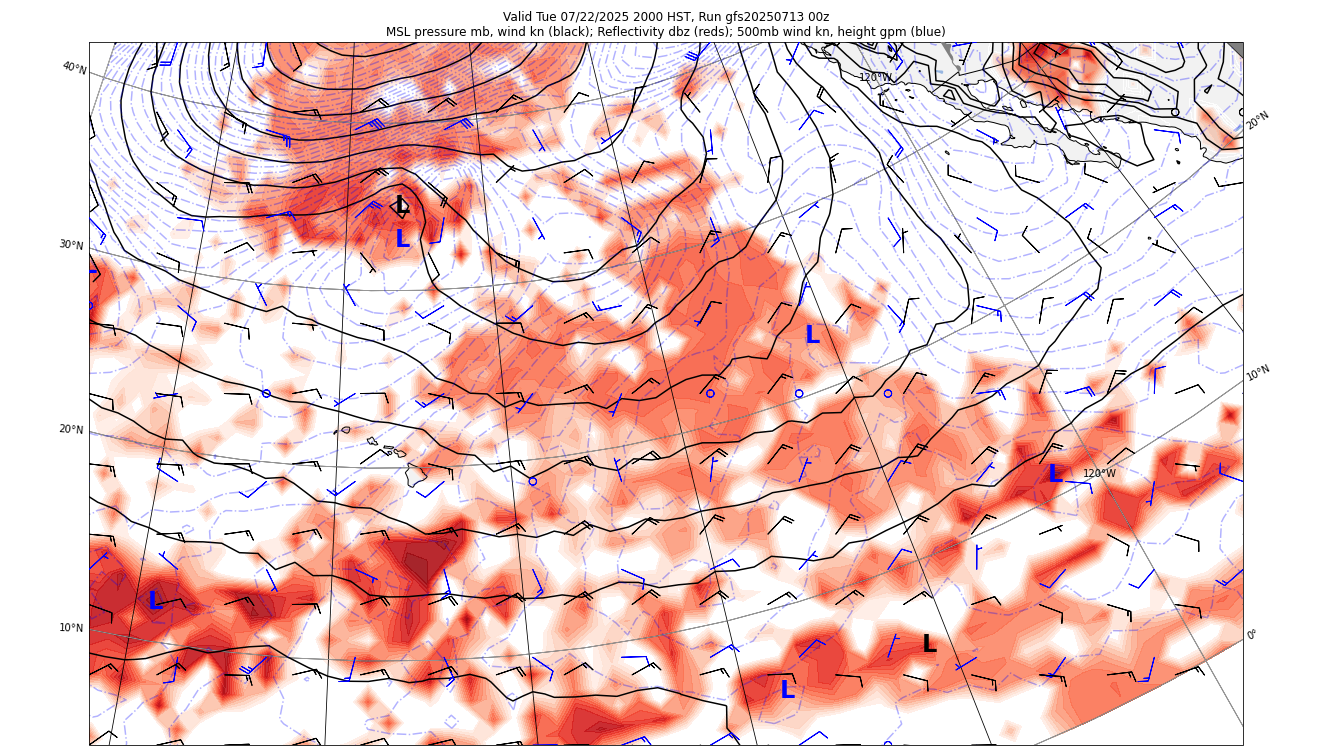 Valid Tue 07/22/2025 2000 HST, Run gfs20250713 00z
MSL pressure mb, wind kn (black); Reflectivity dbz (reds); 500mb wind kn, height gpm (blue)
40°N
120°W
20°N
L
L
30°N
L
10°N
20°N
L
120°W
L
10°N
L
0°
L